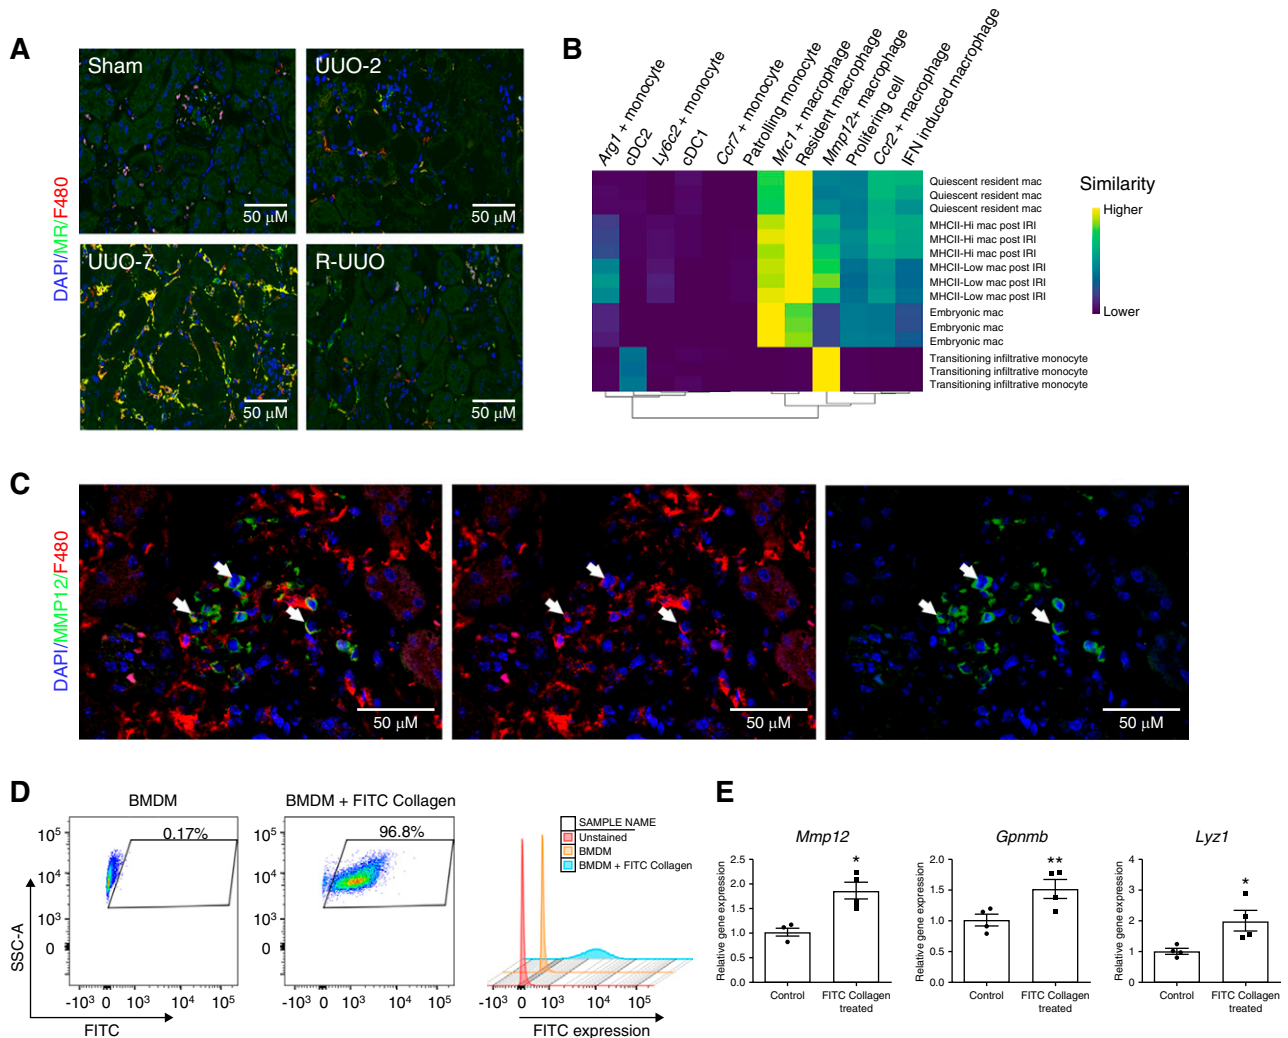 A
DAPI/MR/F480
Sham
50 μM
UUO-2
50 μM
UUO-7
50 μM
R-UUO
50 μM
B
Arg1 + monocyte
cDC2
Ly6c2 + monocyte
cDC1
Ccr7 + monocyte
Patrolling monocyte
Mrc1 + macrophage
Resident macrophage
Mmp12+ macrophage
Prolifering cell
Ccr2 + macrophage
IFN induced macrophage
Quiescent resident mac
Quiescent resident mac
Quiescent resident mac
MHCII-Hi mac post IRI
MHCII-Hi mac post IRI
MHCII-Hi mac post IRI
MHCII-Low mac post IRI
MHCII-Low mac post IRI
MHCII-Low mac post IRI
Embryonic mac
Embryonic mac
Embryonic mac
Transitioning infiltrative monocyte
Transitioning infiltrative monocyte
Transitioning infiltrative monocyte
Similarity
Higher
Lower
C
DAPI/MMP12/F480
50 μM
50 μM
50 μM
D
BMDM
0.17%
10⁵
10⁴
10³
0
-10³ 0 10³ 10⁴ 10⁵
SSC-A
FITC
BMDM + FITC Collagen
96.8%
10⁵
10⁴
10³
0
-10³ 0 10³ 10⁴ 10⁵
SAMPLE NAME
Unstained
BMDM
BMDM + FITC Collagen
-10³ 0 10³ 10⁴ 10⁵
FITC expression
E
Mmp12
Relative gene expression
2.5
2.0
1.5
1.0
0.5
0.0
*
Control
FITC Collagen
treated
Gpnmb
Relative gene expression
2.0
1.5
1.0
0.5
0.0
**
Control
FITC Collagen
treated
Lyz1
Relative gene expression
4
3
2
1
0
*
Control
FITC Collagen
treated